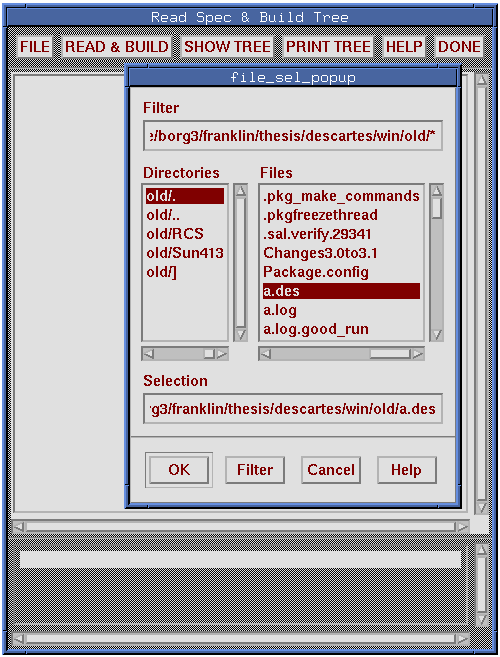 Read Spec & Build Tree
FILE READ & BUILD SHOW TREE PRINT TREE HELP DONE
file_sel_popup
Filter
:/borg3/franklin/thesis/descartes/win/old/*
Directories Files
old/. .pkg_make_commands
old/.. .pkgfreezethread
old/RCS .sal.verify.29341
old/Sun413 Changes3.0to3.1
old/] Package.config
a.des
a.log
a.log.good_run
Selection
rg3/franklin/thesis/descartes/win/old/a.des
OK Filter Cancel Help